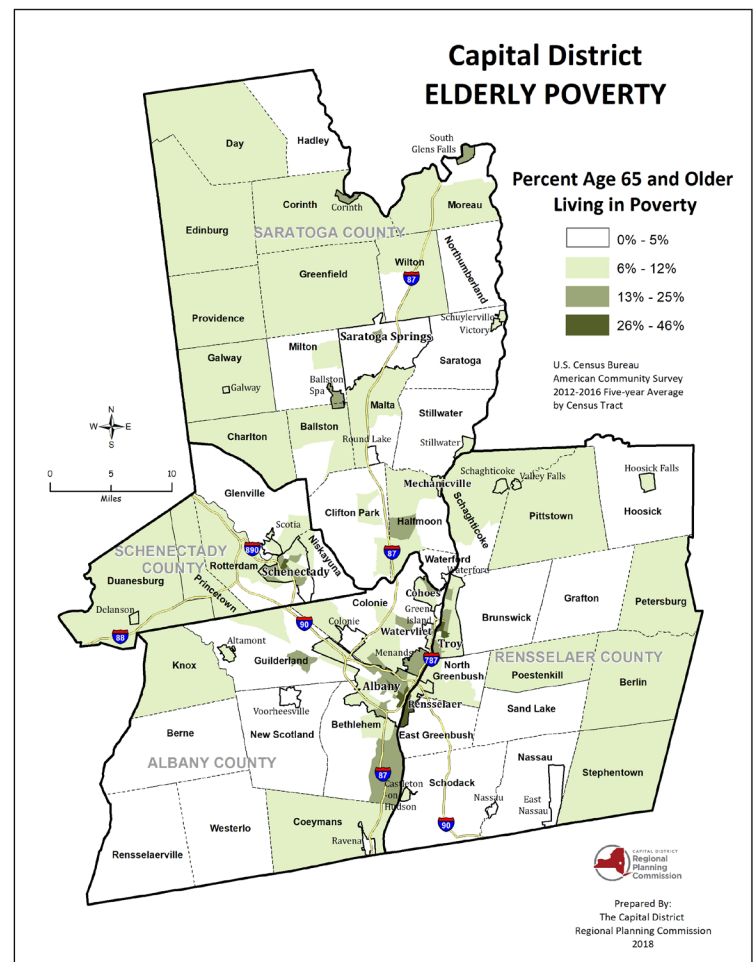 Capital District
ELDERLY POVERTY
Percent Age 65 and Older
Living in Poverty
0% - 5%
6% - 12%
13% - 25%
26% - 46%
U.S. Census Bureau
American Community Survey
2012-2016 Five-year Average
by Census Tract
Day
Hadley
South
Glens Falls
Corinth
Corinth
Moreau
Edinburg
SARATOGA COUNTY
Northumberland
Greenfield
Wilton
87
Providence
Schuylerville
Victory
Saratoga Springs
Milton
Saratoga
Galway
Galway
Ballston
Spa
Malta
Stillwater
Ballston
Charlton
Round Lake
Stillwater
N
W
E
S
0
5
10
Miles
Glenville
Mechanicville
Schaghticoke
Valley Falls
Hoosick Falls
Schaghticoke
Pittstown
Hoosick
Clifton Park
Halfmoon
Scotia
Niskayuna
890
87
SCHENECTADY
COUNTY
Rotterdam
Schenectady
Waterford
Waterford
Duanesburg
Princetown
Delanson
88
Colonie
Cohoes
Green
Island
Grafton
Petersburg
Brunswick
90
Colonie
Watervliet
Troy
Altamont
Guilderland
Menands
787
RENSSELAER COUNTY
Knox
North
Greenbush
Poestenkill
Berlin
Albany
Rensselaer
Sand Lake
Voorheesville
Bethlehem
East Greenbush
Berne
New Scotland
Nassau
ALBANY COUNTY
87
Castleton
on
Hudson
Schodack
Stephentown
Nassau
East
Nassau
90
Coeymans
Ravena
Westerlo
Rensselaerville
CAPITAL DISTRICT
Regional
Planning
Commission
Prepared By:
The Capital District
Regional Planning Commission
2018